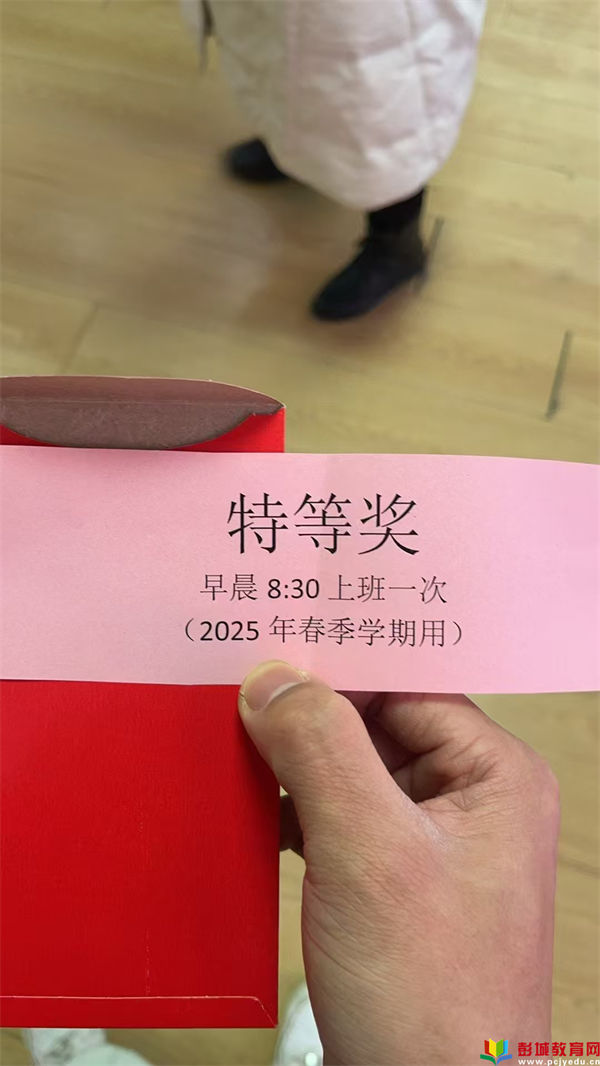 特等奖
早晨 8:30 上班一次
（2025 年春季学期用）
彭城教育网
www.pcjyedu.cn